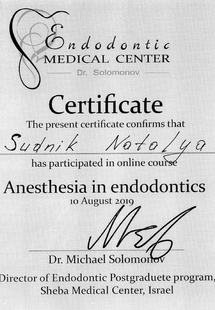 Endodontic
MEDICAL CENTER
Dr. Solomonov
Certificate
The present certificate confirms that
Sudnik Natalya
has participated in online course
Anesthesia in endodontics
10 August 2019
Dr. Michael Solomonov
Director of Endodontic Postgraduete program,
Sheba Medical Center, Israel